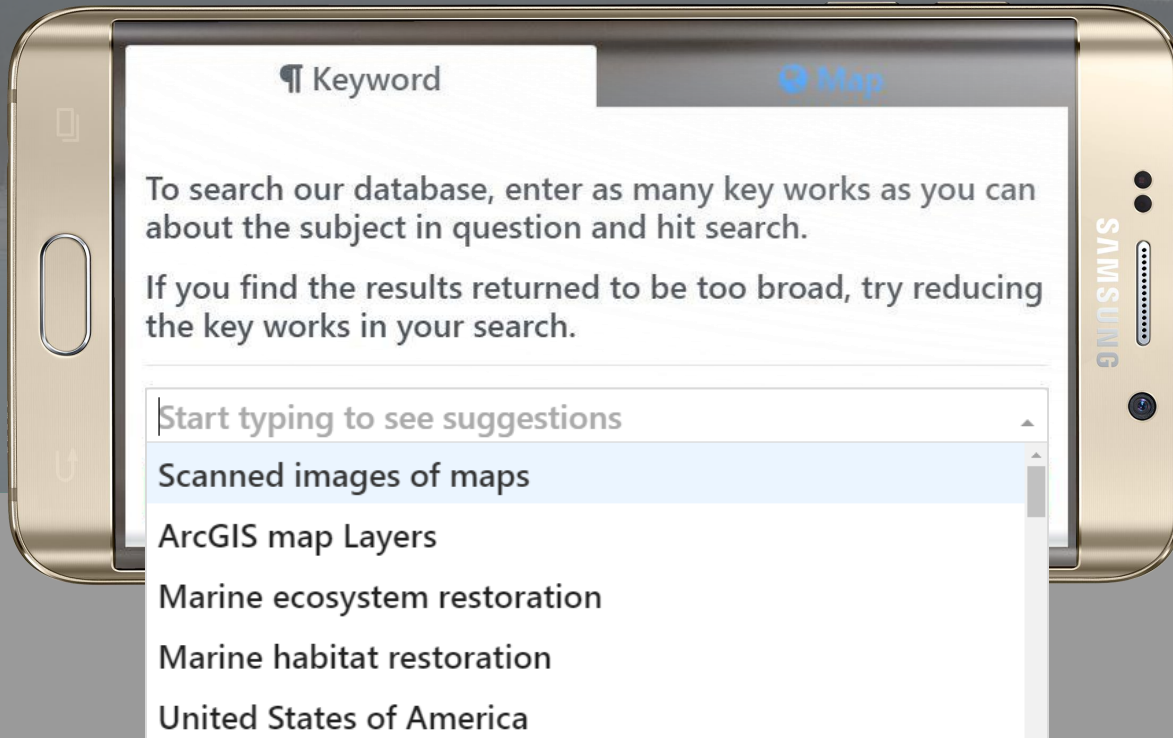 ¶ Keyword
Map
To search our database, enter as many key works as you can
about the subject in question and hit search.
If you find the results returned to be too broad, try reducing
the key works in your search.
Start typing to see suggestions
Scanned images of maps
ArcGIS map Layers
Marine ecosystem restoration
Marine habitat restoration
United States of America
SAMSUNG